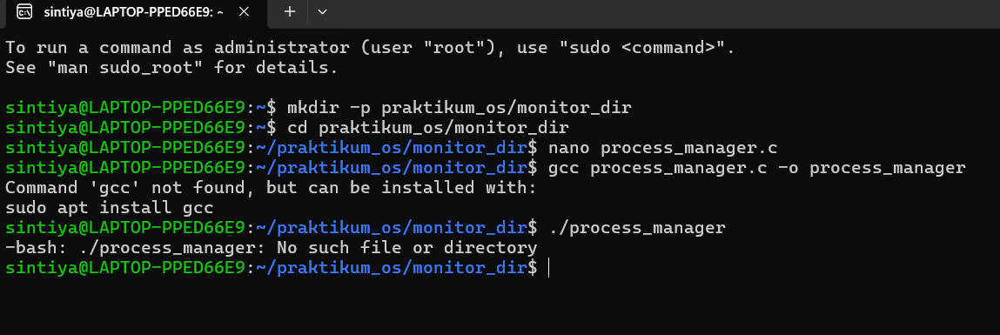 sintiya@LAPTOP-PPED66E9: ~
To run a command as administrator (user "root"), use "sudo <command>".
See "man sudo_root" for details.
sintiya@LAPTOP-PPED66E9:~$ mkdir -p praktikum_os/monitor_dir
sintiya@LAPTOP-PPED66E9:~$ cd praktikum_os/monitor_dir
sintiya@LAPTOP-PPED66E9:~/praktikum_os/monitor_dir$ nano process_manager.c
sintiya@LAPTOP-PPED66E9:~/praktikum_os/monitor_dir$ gcc process_manager.c -o process_manager
Command 'gcc' not found, but can be installed with:
sudo apt install gcc
sintiya@LAPTOP-PPED66E9:~/praktikum_os/monitor_dir$ ./process_manager
-bash: ./process_manager: No such file or directory
sintiya@LAPTOP-PPED66E9:~/praktikum_os/monitor_dir$